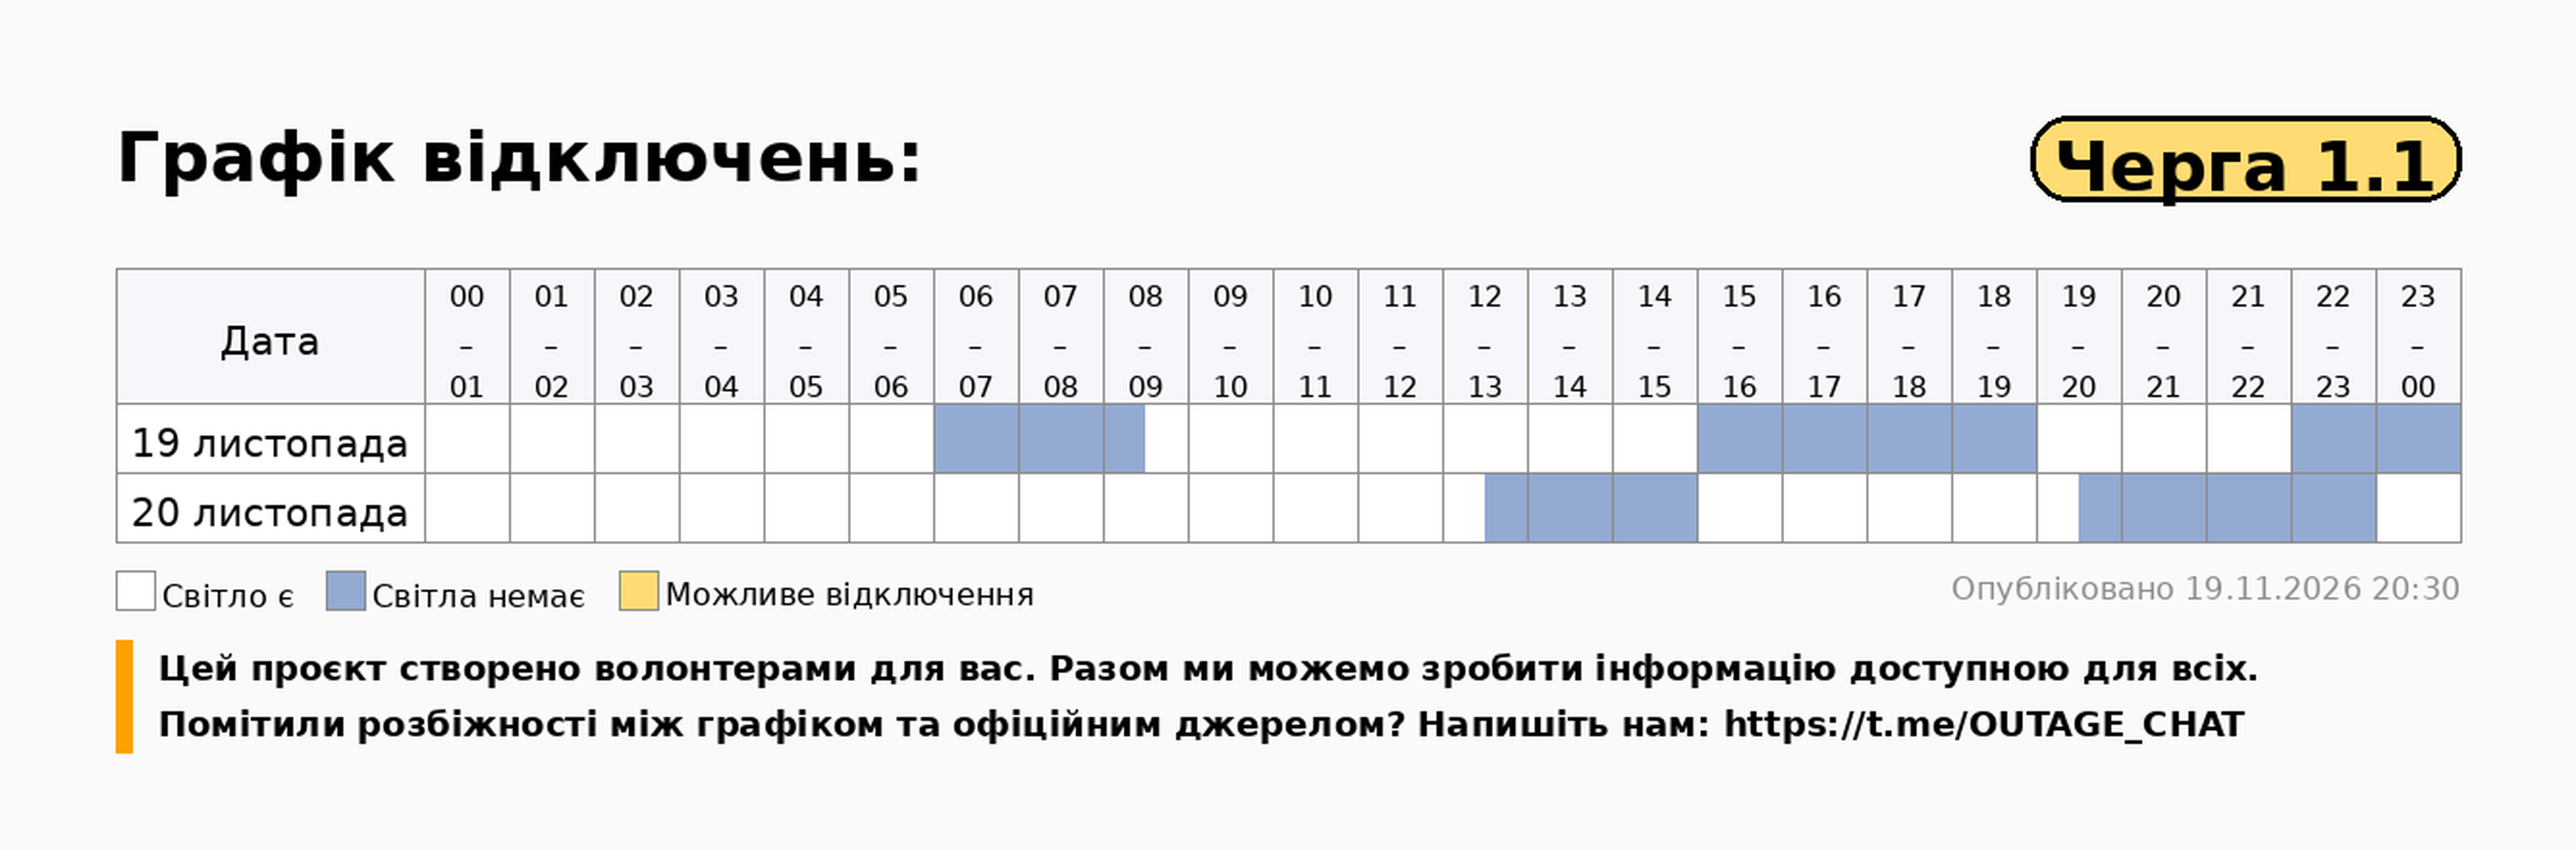 Графік відключень:
Черга 1.1
Дата 00 – 01 01 – 02 02 – 03 03 – 04 04 – 05 05 – 06 06 – 07 07 – 08 08 – 09 09 – 10 10 – 11 11 – 12 12 – 13 13 – 14 14 – 15 15 – 16 16 – 17 17 – 18 18 – 19 19 – 20 20 – 21 21 – 22 22 – 23 23 – 00
19 листопада
20 листопада
Світло є Світла немає Можливе відключення
Опубліковано 19.11.2026 20:30
Цей проєкт створено волонтерами для вас. Разом ми можемо зробити інформацію доступною для всіх.
Помітили розбіжності між графіком та офіційним джерелом? Напишіть нам: https://t.me/OUTAGE_CHAT